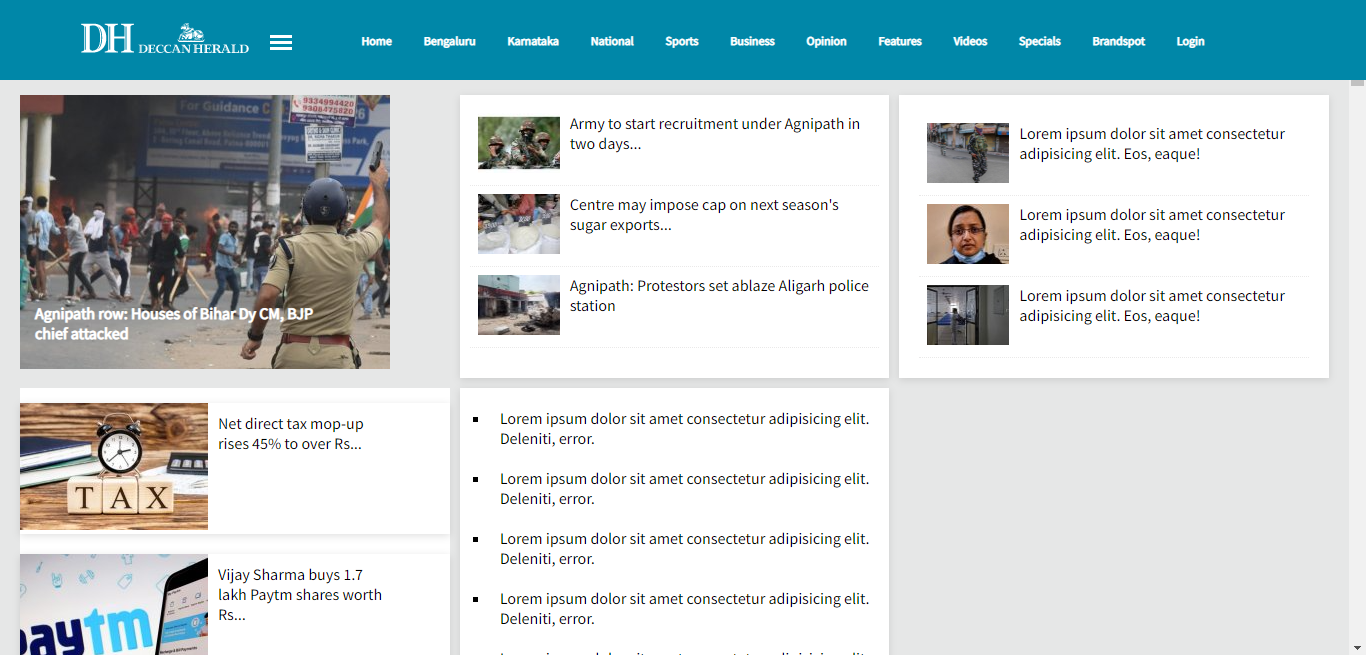 DH DECCAN HERALD
Home Bengaluru Karnataka National Sports Business Opinion Features Videos Specials Brandspot Login
For Guidance
9334994420
9308475820
Agnipath row: Houses of Bihar Dy CM, BJP
chief attacked
Army to start recruitment under Agnipath in
two days...
Centre may impose cap on next season's
sugar exports...
Agnipath: Protestors set ablaze Aligarh police
station
Lorem ipsum dolor sit amet consectetur
adipisicing elit. Eos, eaque!
Lorem ipsum dolor sit amet consectetur
adipisicing elit. Eos, eaque!
Lorem ipsum dolor sit amet consectetur
adipisicing elit. Eos, eaque!
TAX
Net direct tax mop-up
rises 45% to over Rs...
paytm
Vijay Sharma buys 1.7
lakh Paytm shares worth
Rs...
Lorem ipsum dolor sit amet consectetur adipisicing elit.
Deleniti, error.
Lorem ipsum dolor sit amet consectetur adipisicing elit.
Deleniti, error.
Lorem ipsum dolor sit amet consectetur adipisicing elit.
Deleniti, error.
Lorem ipsum dolor sit amet consectetur adipisicing elit.
Deleniti, error.